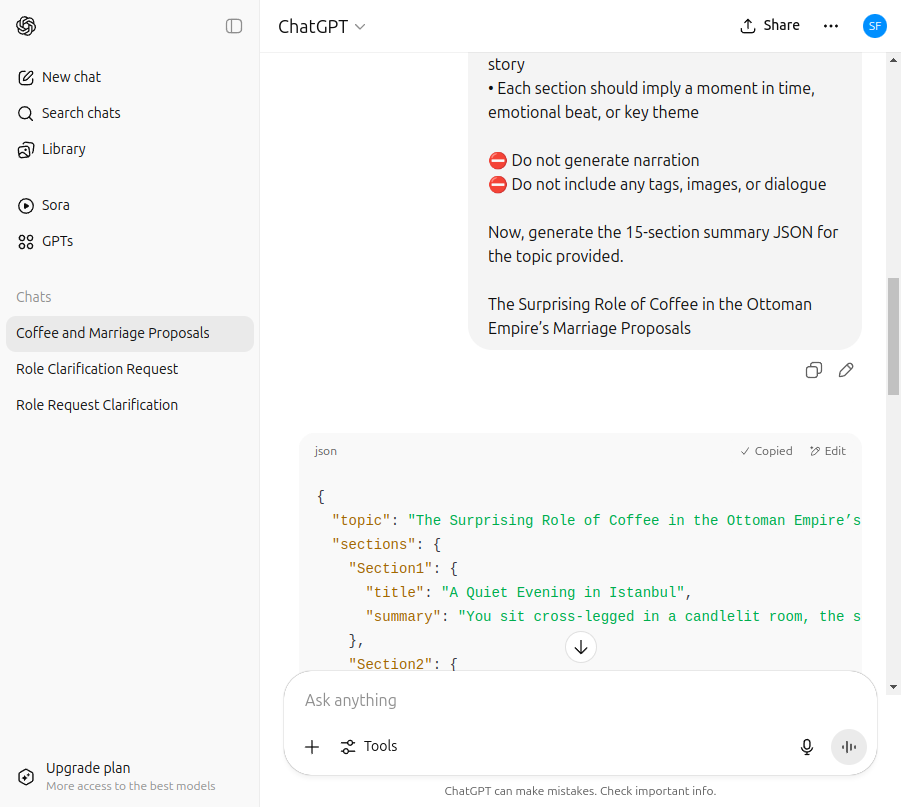 ChatGPT
Share
SF
New chat
Search chats
Library
Sora
GPTs
Chats
Coffee and Marriage Proposals
Role Clarification Request
Role Request Clarification
Upgrade plan
More access to the best models
story
• Each section should imply a moment in time,
emotional beat, or key theme
⛔ Do not generate narration
⛔ Do not include any tags, images, or dialogue
Now, generate the 15-section summary JSON for
the topic provided.
The Surprising Role of Coffee in the Ottoman
Empire’s Marriage Proposals
json
Copied
Edit
{
"topic": "The Surprising Role of Coffee in the Ottoman Empire’s
"sections": {
"Section1": {
"title": "A Quiet Evening in Istanbul",
"summary": "You sit cross-legged in a candlelit room, the s
},
"Section2": {
Ask anything
Tools
ChatGPT can make mistakes. Check important info.